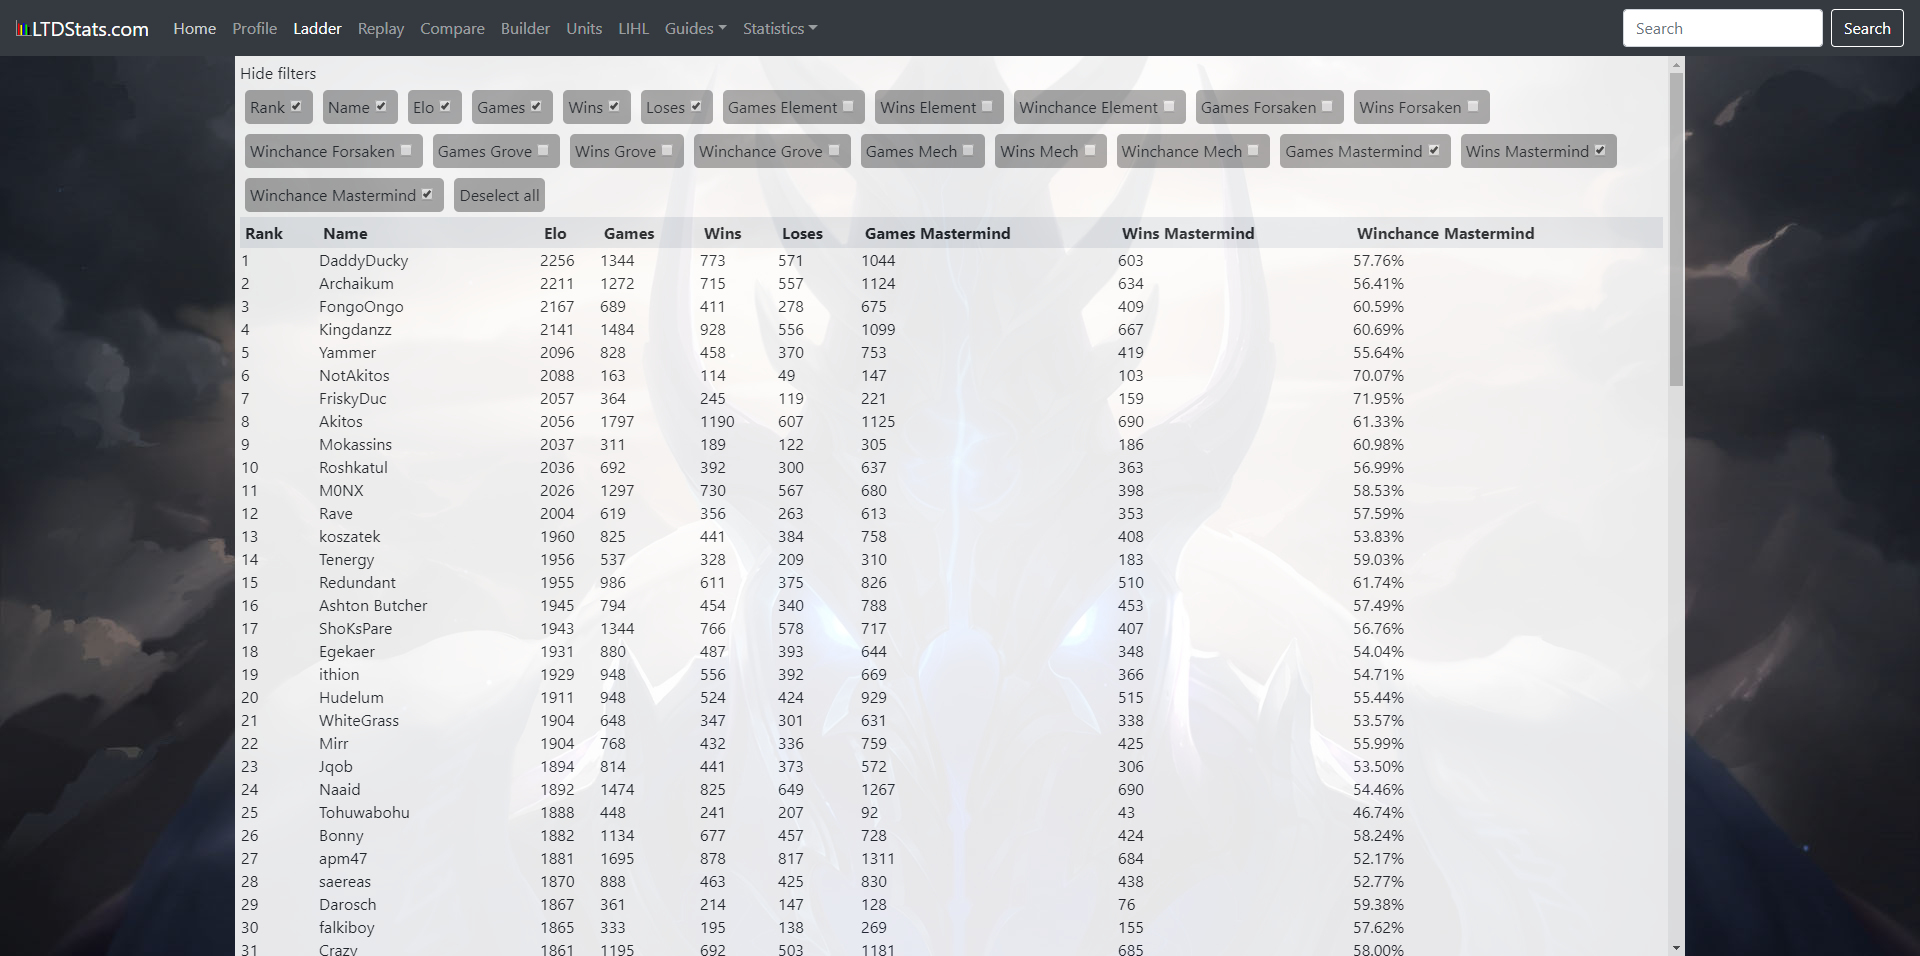 LTDStats.com Home Profile Ladder Replay Compare Builder Units LIHL Guides Statistics Search Search
Hide filters
Rank Name Elo Games Wins Loses Games Element Wins Element Winchance Element Games Forsaken Wins Forsaken
Winchance Forsaken Games Grove Wins Grove Winchance Grove Games Mech Wins Mech Winchance Mech Games Mastermind Wins Mastermind
Winchance Mastermind Deselect all
Rank Name Elo Games Wins Loses Games Mastermind Wins Mastermind Winchance Mastermind
1 DaddyDucky 2256 1344 773 571 1044 603 57.76%
2 Archaikum 2211 1272 715 557 1124 634 56.41%
3 FongoOngo 2167 689 411 278 675 409 60.59%
4 Kingdanzz 2141 1484 928 556 1099 667 60.69%
5 Yammer 2096 828 458 370 753 419 55.64%
6 NotAkitos 2088 163 114 49 147 103 70.07%
7 FriskyDuc 2057 364 245 119 221 159 71.95%
8 Akitos 2056 1797 1190 607 1125 690 61.33%
9 Mokassins 2037 311 189 122 305 186 60.98%
10 Roshkatul 2036 692 392 300 637 363 56.99%
11 M0NX 2026 1297 730 567 680 398 58.53%
12 Rave 2004 619 356 263 613 353 57.59%
13 koszatek 1960 825 441 384 758 408 53.83%
14 Tenergy 1956 537 328 209 310 183 59.03%
15 Redundant 1955 986 611 375 826 510 61.74%
16 Ashton Butcher 1945 794 454 340 788 453 57.49%
17 ShoKsPare 1943 1344 766 578 717 407 56.76%
18 Egekaer 1931 880 487 393 644 348 54.04%
19 ithion 1929 948 556 392 669 366 54.71%
20 Hudelum 1911 948 524 424 929 515 55.44%
21 WhiteGrass 1904 648 347 301 631 338 53.57%
22 Mirr 1904 768 432 336 759 425 55.99%
23 Jqob 1894 814 441 373 572 306 53.50%
24 Naaid 1892 1474 825 649 1267 690 54.46%
25 Tohuwabohu 1888 448 241 207 92 43 46.74%
26 Bonny 1882 1134 677 457 728 424 58.24%
27 apm47 1881 1695 878 817 1311 684 52.17%
28 saereas 1870 888 463 425 830 438 52.77%
29 Darosch 1867 361 214 147 128 76 59.38%
30 falkiboy 1865 333 195 138 269 155 57.62%
31 Crazy 1861 1195 692 503 1181 685 58.00%